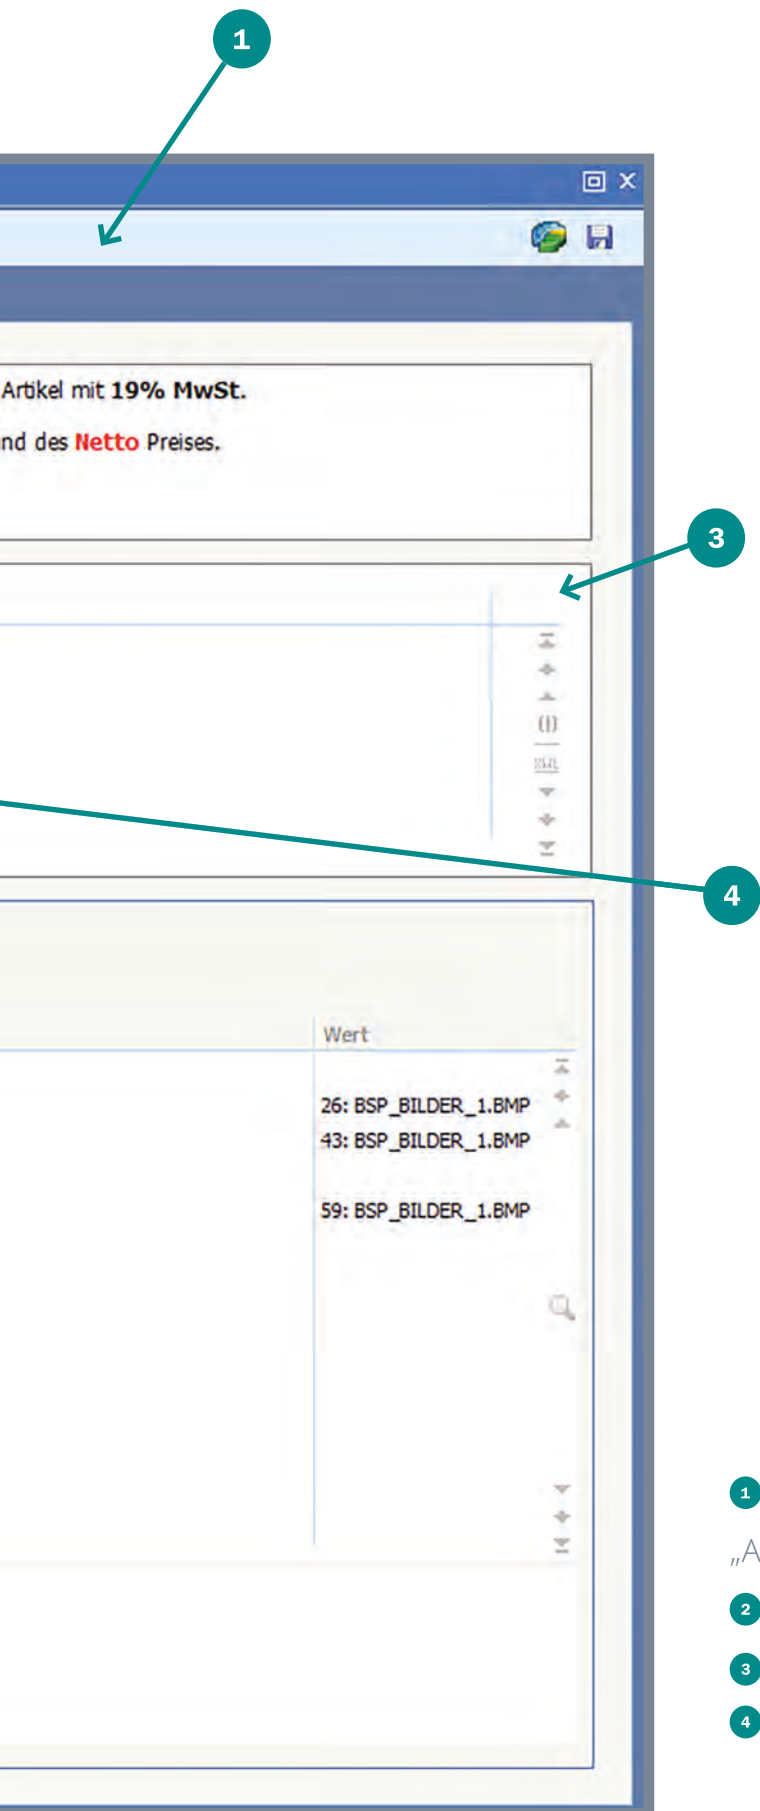 1
Artikel mit 19% MwSt.
nd des Netto Preises.
3
4
Wert
26: BSP_BILDER_1.BMP
43: BSP_BILDER_1.BMP
59: BSP_BILDER_1.BMP
1
„A
2
3
4